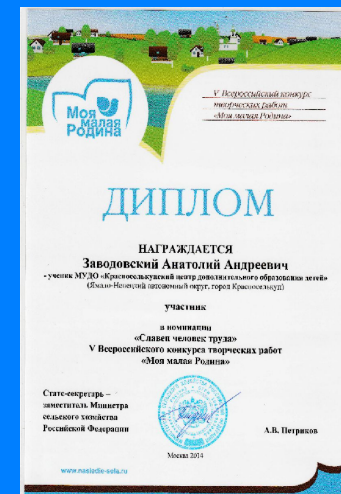 Моя
малая
Родина
V Всероссийский конкурс
творческих работ
«Моя малая Родина»
ДИПЛОМ
НАГРАЖДАЕТСЯ
Заводовский Анатолий Андреевич
- ученик МУДО «Красноселькупский центр дополнительного образования детей»
(Ямало-Ненецкий автономный округ, город Красноселькуп)
участник
в номинации
«Славен человек труда»
V Всероссийского конкурса творческих работ
«Моя малая Родина»
Статс-секретарь –
заместитель Министра
сельского хозяйства
Российской Федерации
А.В. Петриков
Москва 2014
www.nasledie-sela.ru